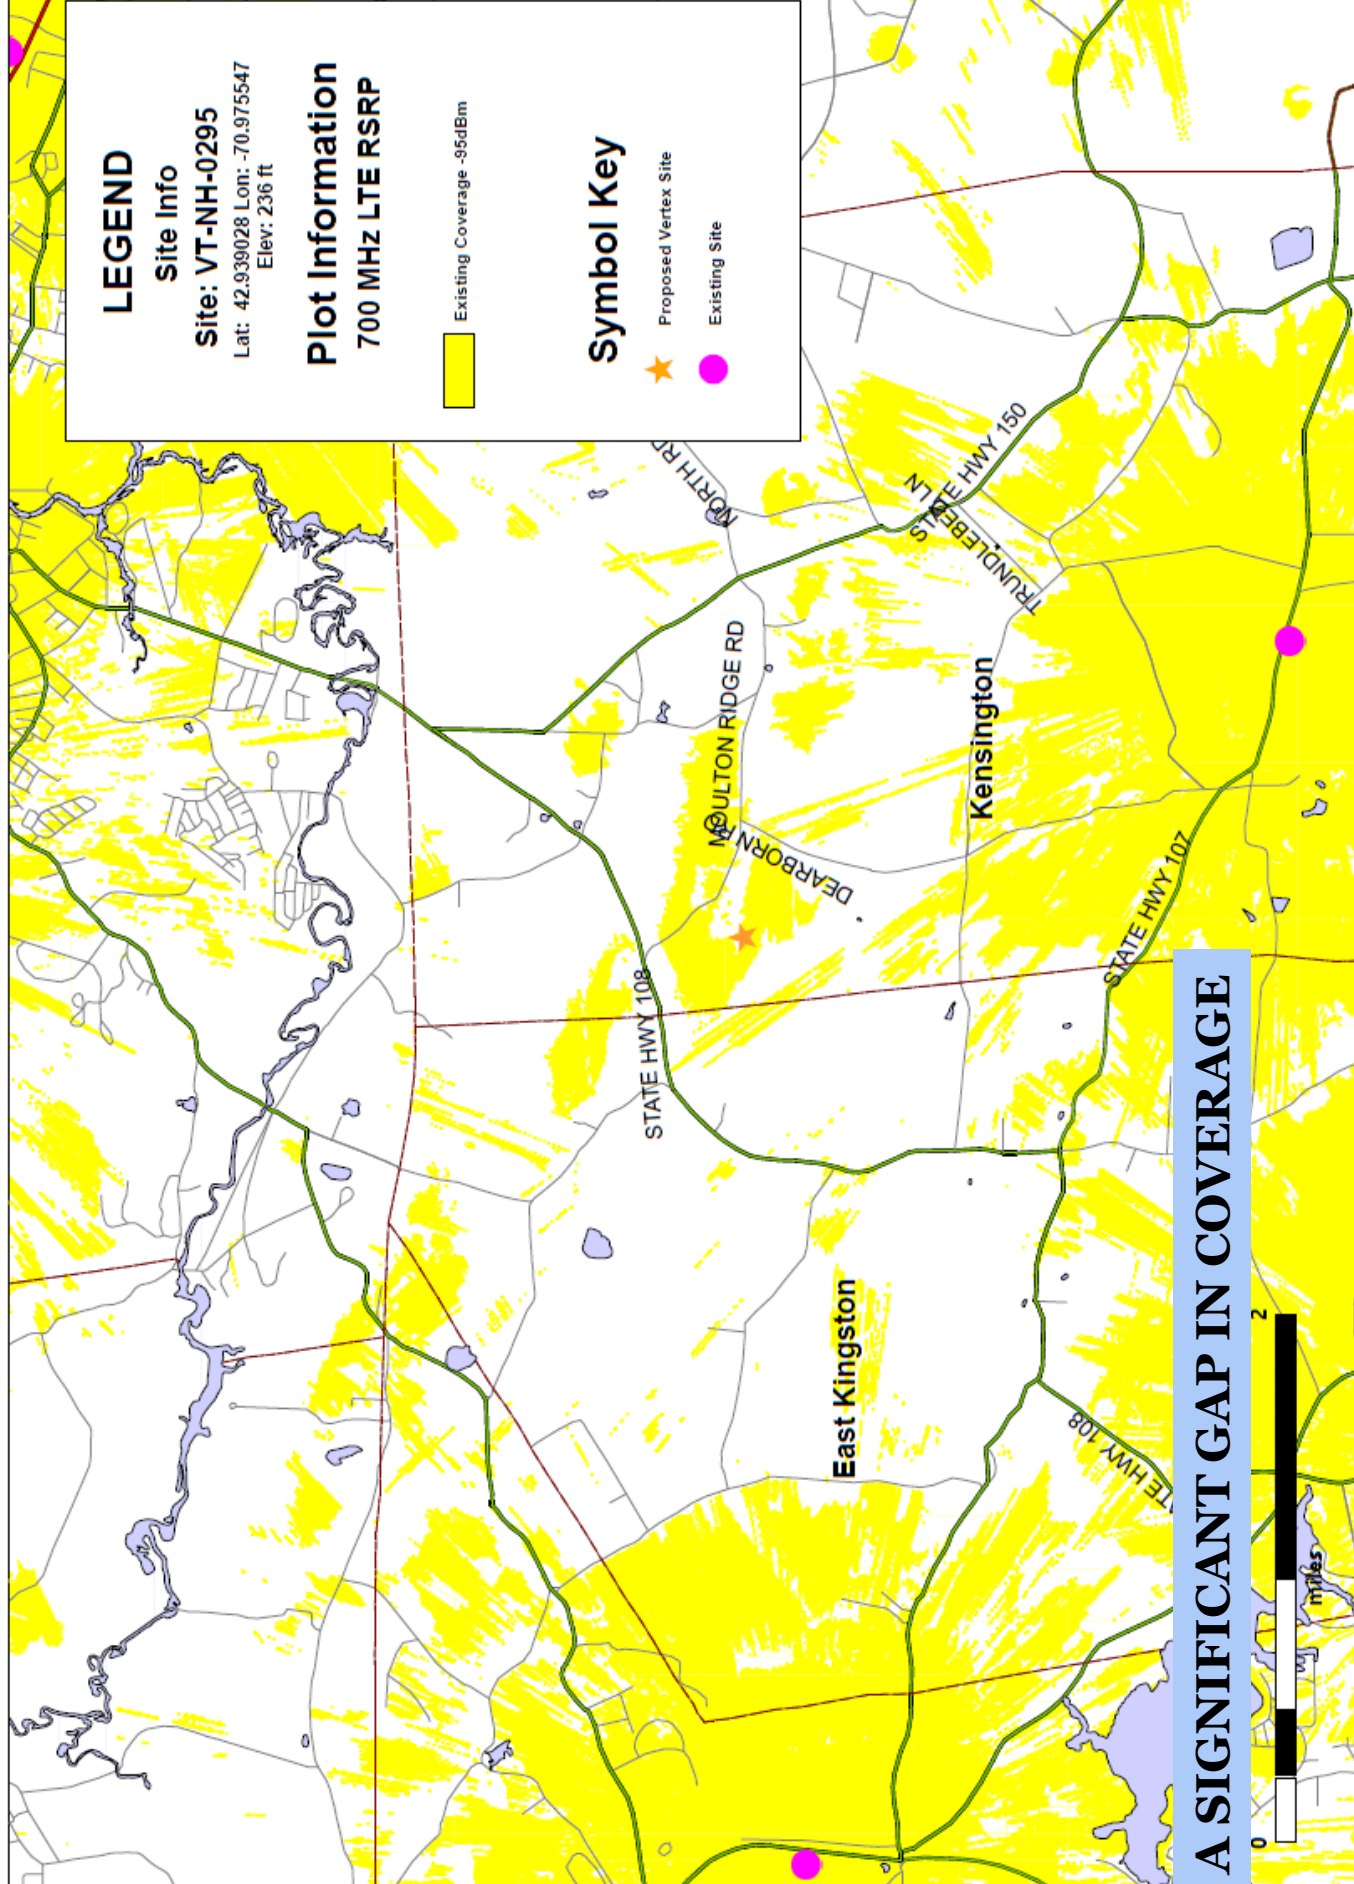 LEGEND
Site Info
Site: VT-NH-0295
Lat: 42.939028 Lon: -70.975547
Elev: 236 ft
Plot Information
700 MHz LTE RSRP
Existing Coverage -95dBm
Symbol Key
Proposed Vertex Site
Existing Site
NORTH RD
STATE HWY 150
LN
TRUNDLEBED
MOULTON RIDGE RD
DEARBORN
Kensington
STATE HWY 107
STATE HWY 108
East Kingston
TE HWY 108
A SIGNIFICANT GAP IN COVERAGE
0
2
miles